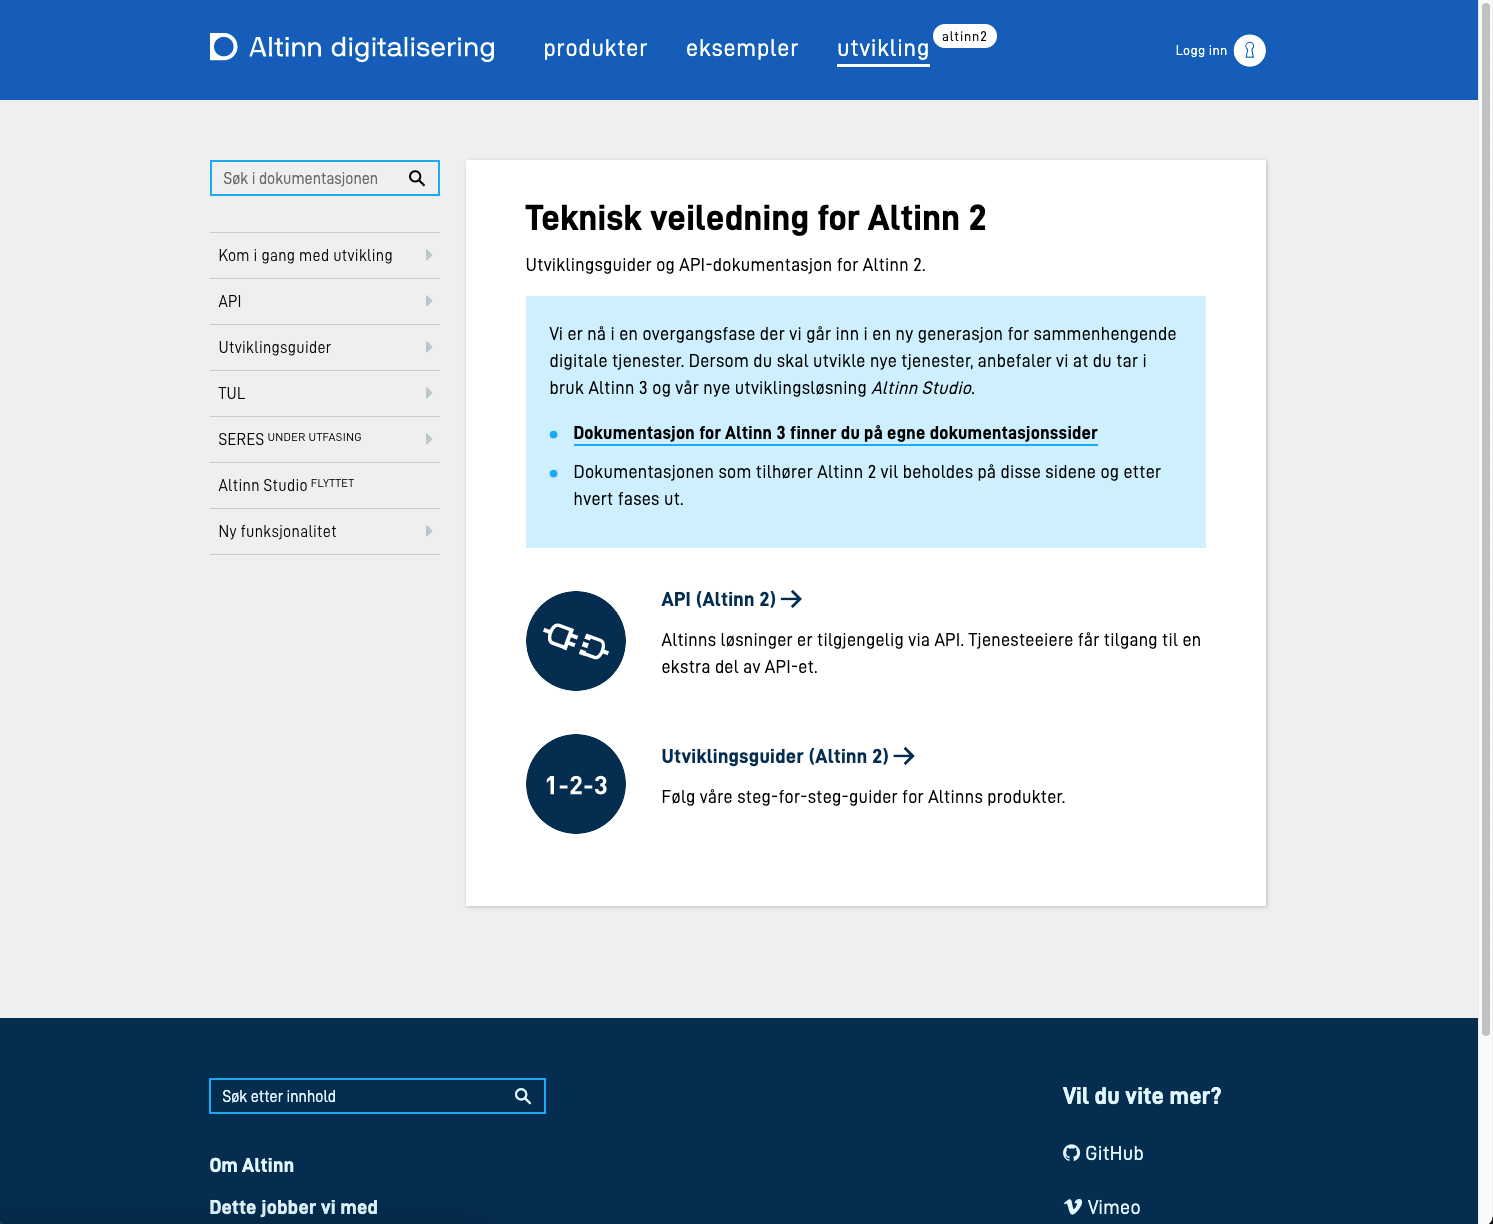 Altinn digitalisering
produkter
eksempler
utvikling
altinn2
Logg inn
Søk i dokumentasjonen
Kom i gang med utvikling
API
Utviklingsguider
TUL
SERES UNDER UTFASING
Altinn Studio FLYTTET
Ny funksjonalitet
Teknisk veiledning for Altinn 2
Utviklingsguider og API-dokumentasjon for Altinn 2.
Vi er nå i en overgangsfase der vi går inn i en ny generasjon for sammenhengende
digitale tjenester. Dersom du skal utvikle nye tjenester, anbefaler vi at du tar i
bruk Altinn 3 og vår nye utviklingsløsning Altinn Studio.
Dokumentasjon for Altinn 3 finner du på egne dokumentasjonssider
Dokumentasjonen som tilhører Altinn 2 vil beholdes på disse sidene og etter
hvert fases ut.
API (Altinn 2)
Altinns løsninger er tilgjengelig via API. Tjenesteeiere får tilgang til en
ekstra del av API-et.
1-2-3
Utviklingsguider (Altinn 2)
Følg våre steg-for-steg-guider for Altinns produkter.
Søk etter innhold
Om Altinn
Dette jobber vi med
Vil du vite mer?
GitHub
Vimeo